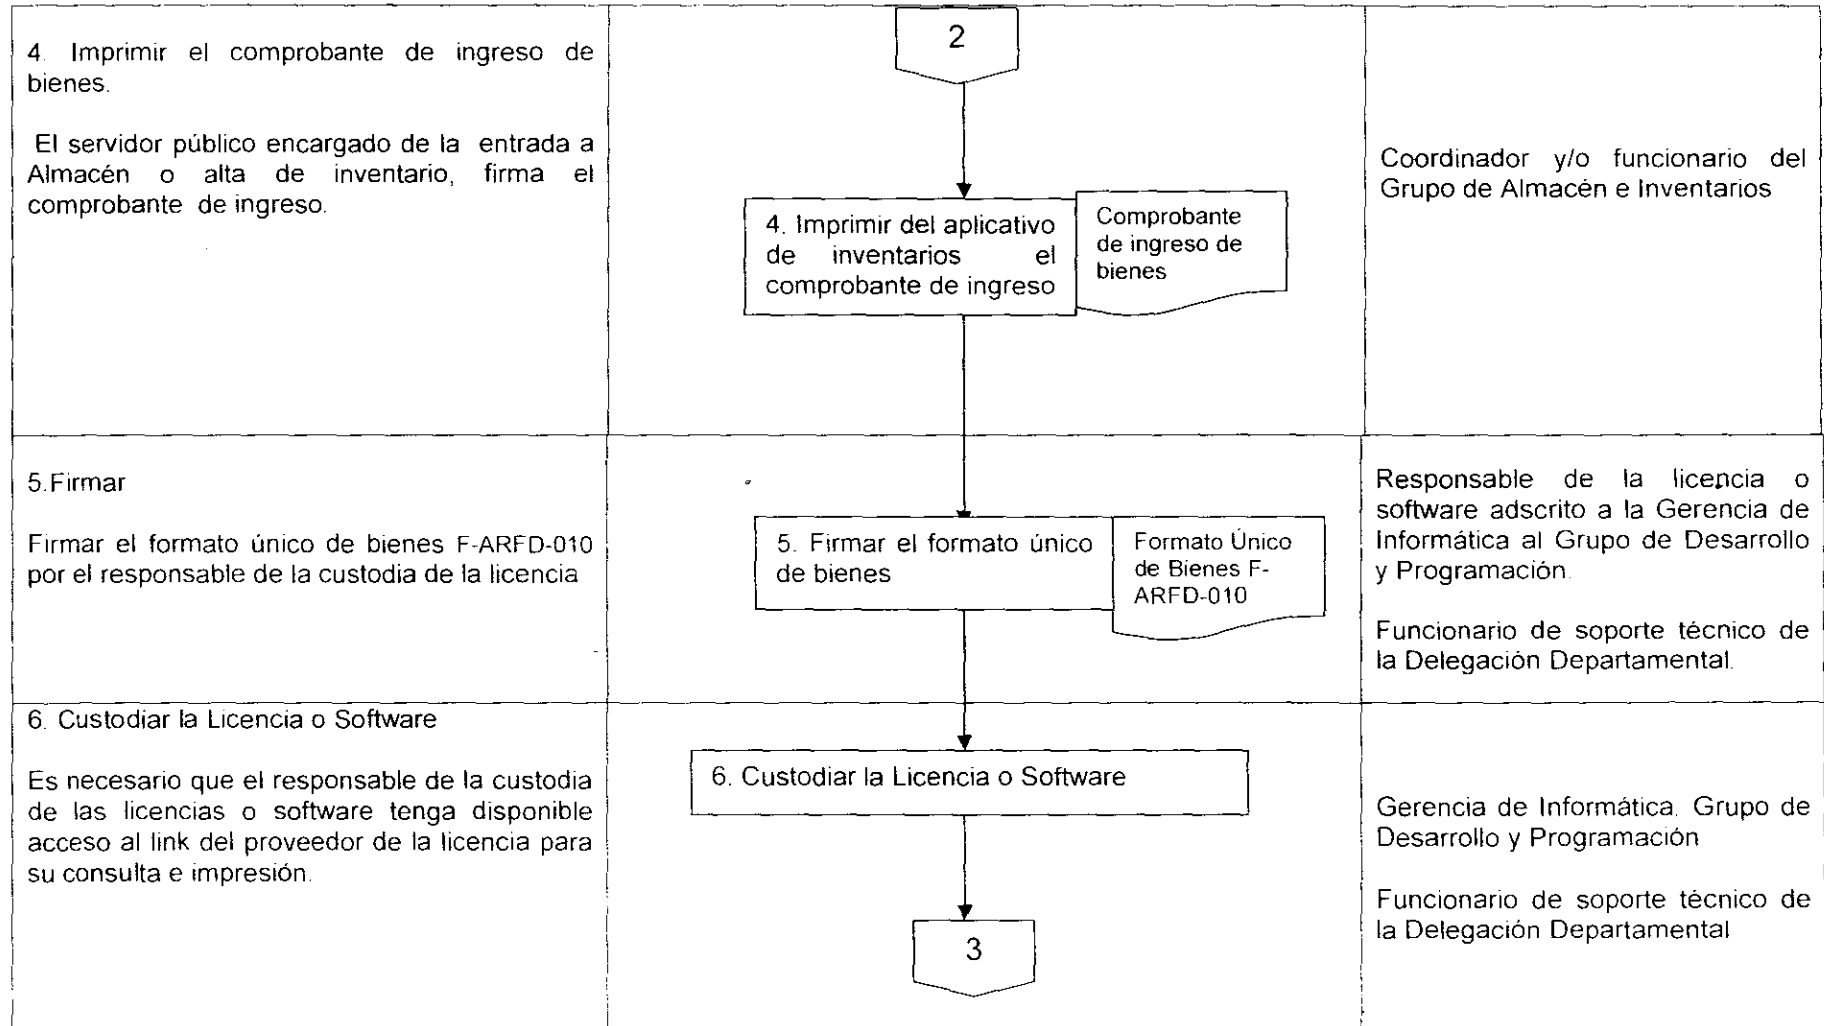 4. Imprimir el comprobante de ingreso de
bienes.
El servidor público encargado de la entrada a
Almacén o alta de inventario, firma el
comprobante de ingreso.
2
4. Imprimir del aplicativo
de inventarios el
comprobante de ingreso
Comprobante
de ingreso de
bienes
Coordinador y/o funcionario del
Grupo de Almacén e Inventarios
5.Firmar
Firmar el formato único de bienes F-ARFD-010
por el responsable de la custodia de la licencia
5. Firmar el formato único
de bienes
Formato Único
de Bienes F-
ARFD-010
Responsable de la licencia o
software adscrito a la Gerencia de
Informática al Grupo de Desarrollo
y Programación.
Funcionario de soporte técnico de
la Delegación Departamental.
6. Custodiar la Licencia o Software
Es necesario que el responsable de la custodia
de las licencias o software tenga disponible
acceso al link del proveedor de la licencia para
su consulta e impresión.
6. Custodiar la Licencia o Software
3
Gerencia de Informática. Grupo de
Desarrollo y Programación
Funcionario de soporte técnico de
la Delegación Departamental